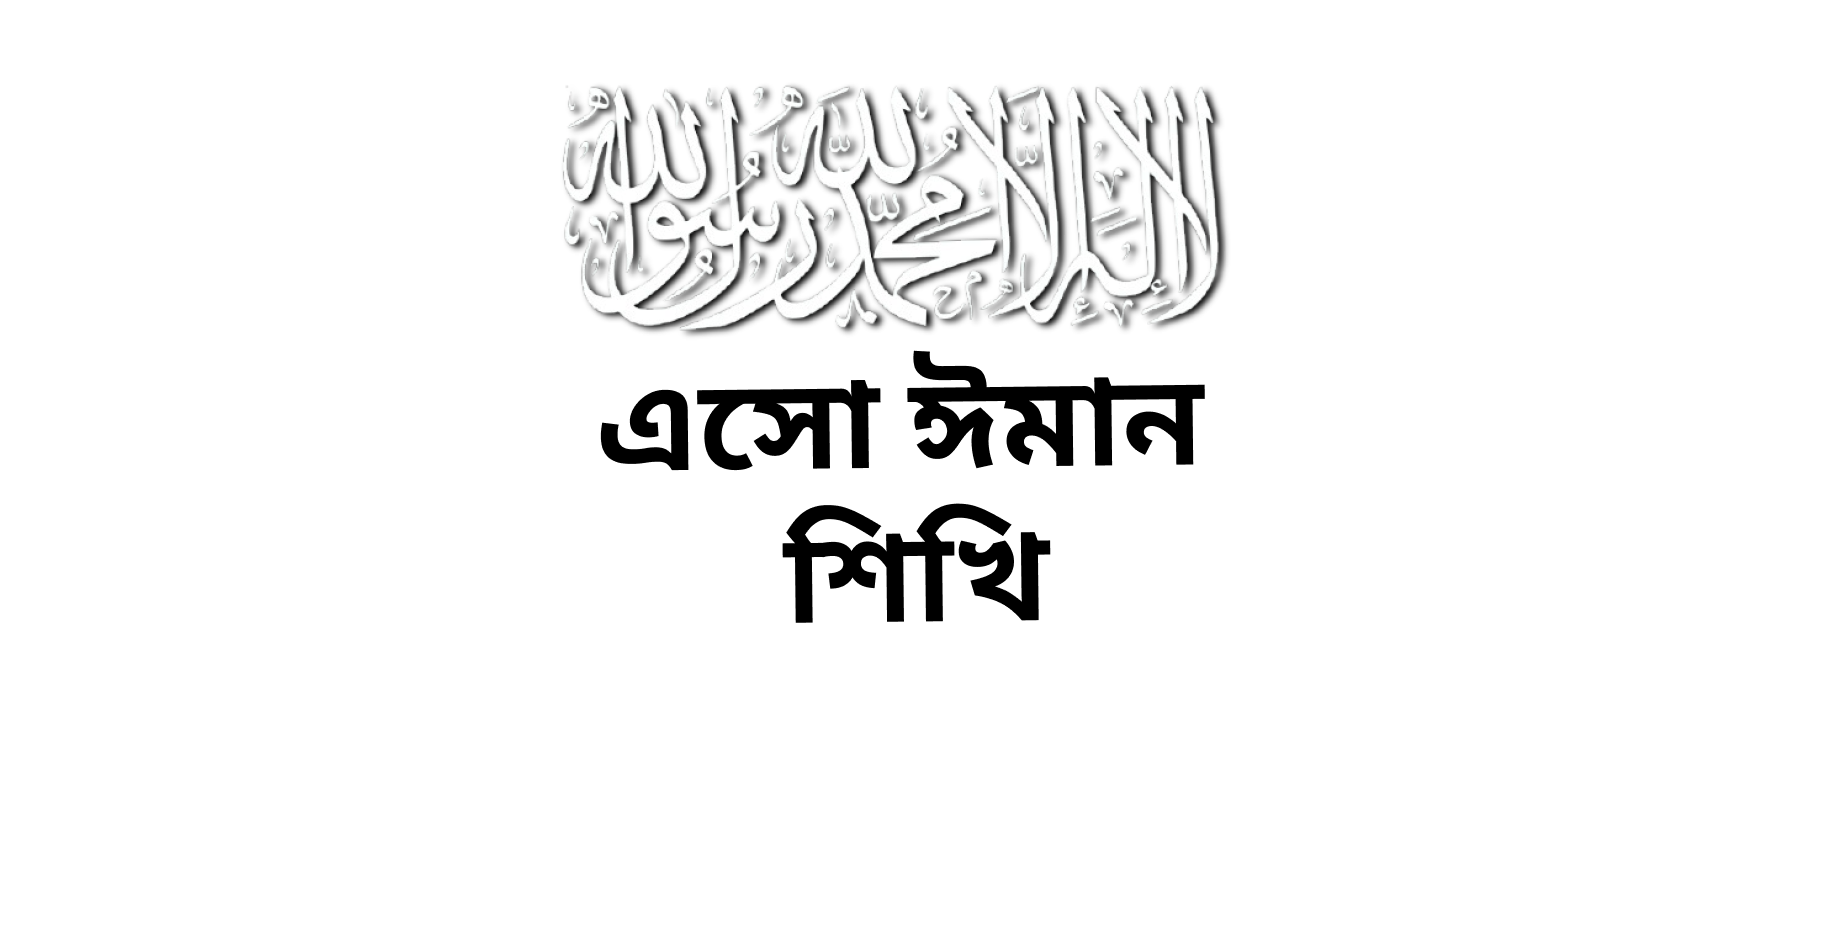 لا إله إلا الله محمد رسول الله
এসো ঈমান
শিখি